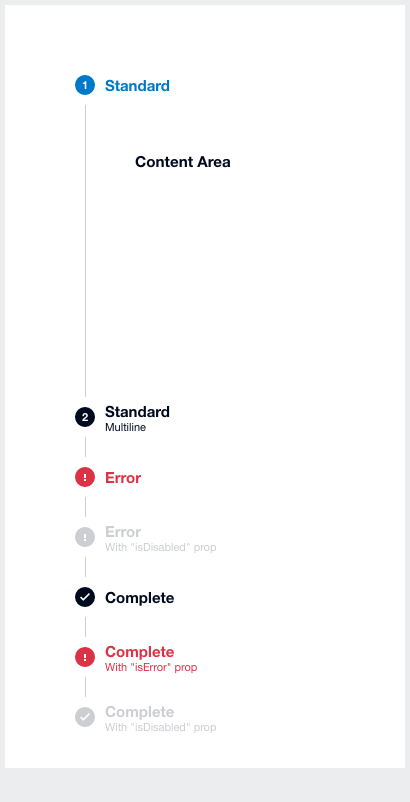 1 Standard
Content Area
2 Standard
Multiline
! Error
! Error
With "isDisabled" prop
Complete
! Complete
With "isError" prop
Complete
With "isDisabled" prop